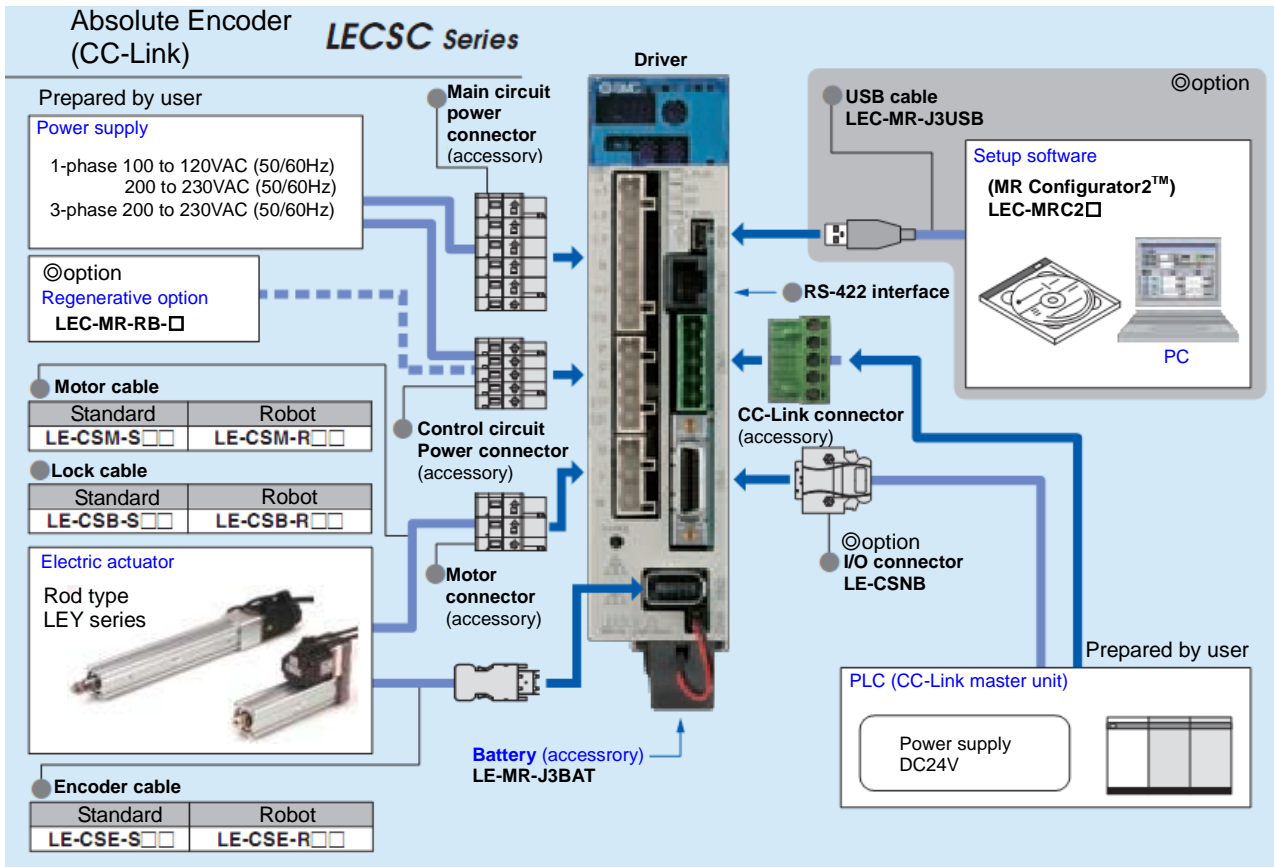 Absolute Encoder
(CC-Link)
LECSC Series
Driver
Prepared by user
Power supply
1-phase 100 to 120VAC (50/60Hz)
200 to 230VAC (50/60Hz)
3-phase 200 to 230VAC (50/60Hz)
◎option
Regenerative option
LEC-MR-RB-□
Main circuit
power
connector
(accessory)
Control circuit
Power connector
(accessory)
Motor cable
Standard Robot
LE-CSM-S□□ LE-CSM-R□□
Lock cable
Standard Robot
LE-CSB-S□□ LE-CSB-R□□
Electric actuator
Rod type
LEY series
Motor
connector
(accessory)
Encoder cable
Standard Robot
LE-CSE-S□□ LE-CSE-R□□
Battery (accessrory)
LE-MR-J3BAT
◎option
USB cable
LEC-MR-J3USB
Setup software
(MR Configurator2TM)
LEC-MRC2□
PC
RS-422 interface
CC-Link connector
(accessory)
◎option
I/O connector
LE-CSNB
Prepared by user
PLC (CC-Link master unit)
Power supply
DC24V